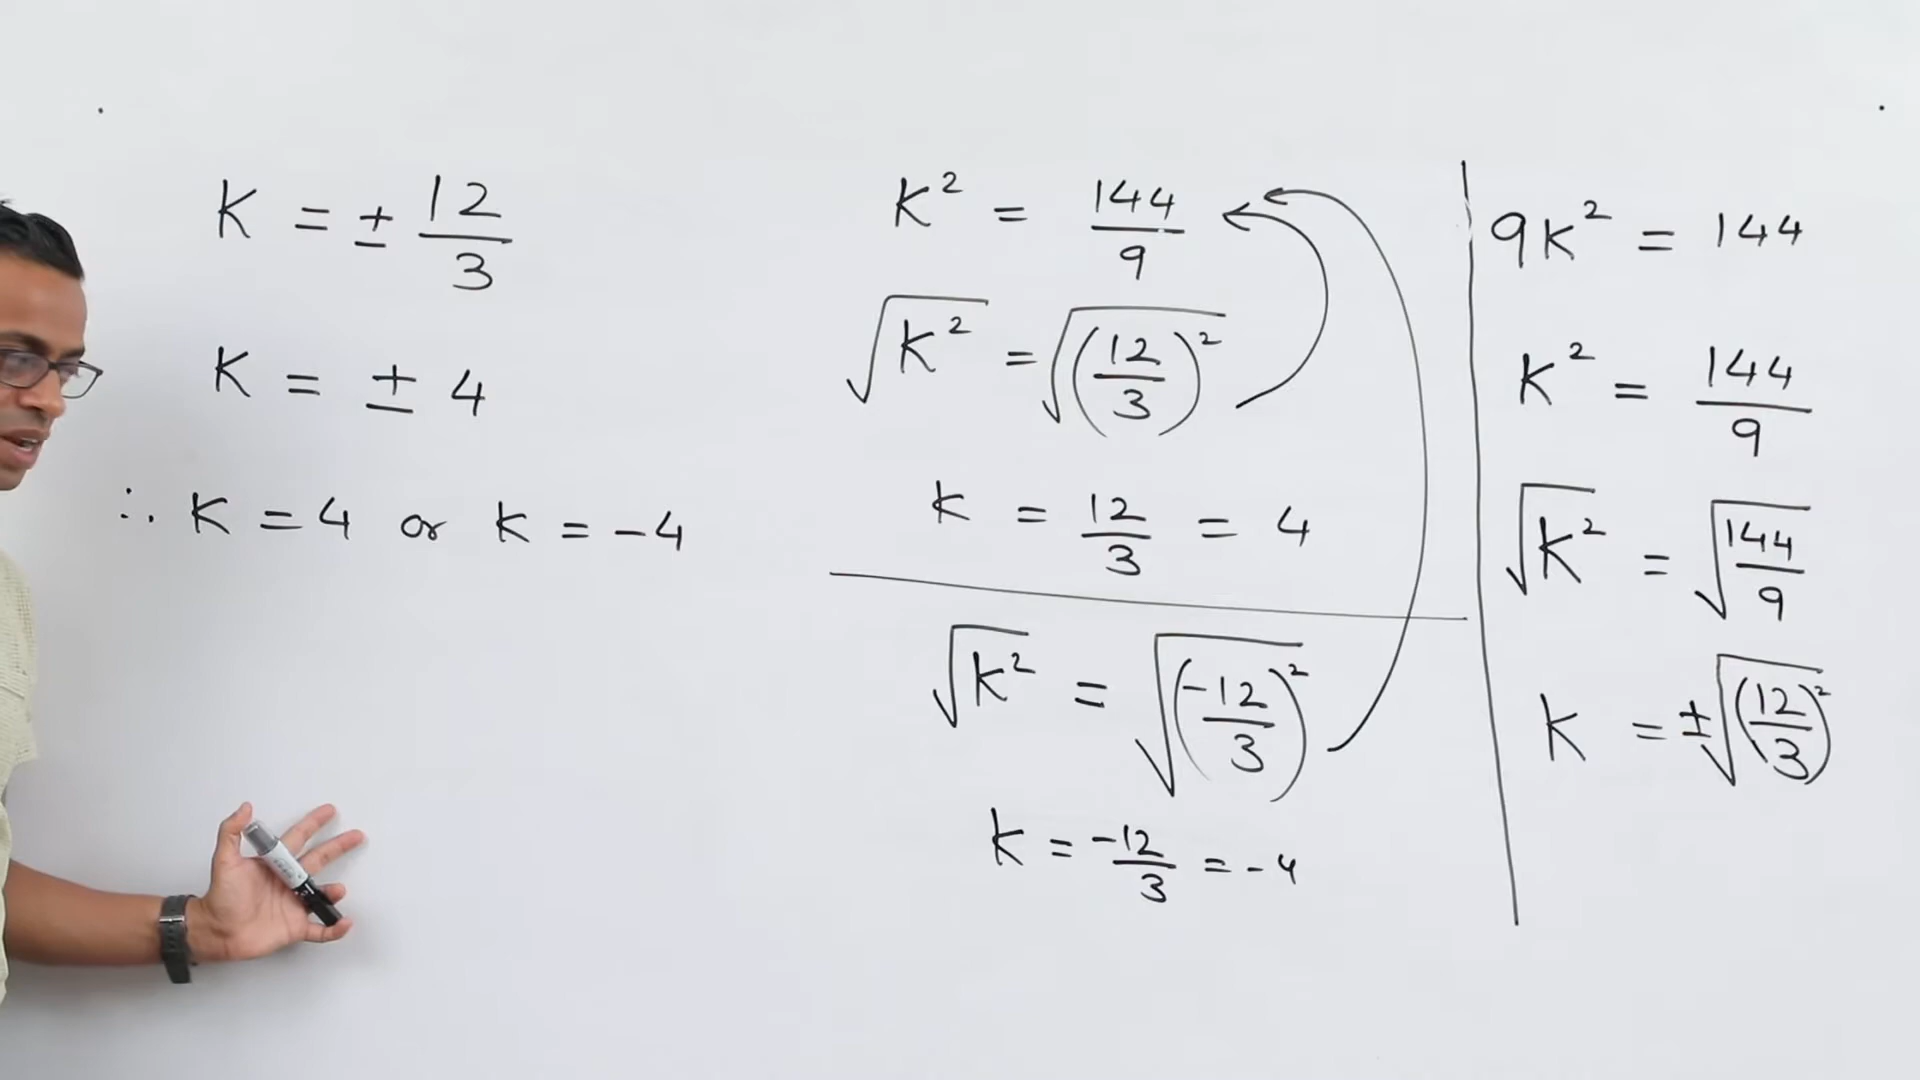 K = ± 12/3
K = ± 4
∴ K = 4 or K = -4
K² = 144/9
√K² = √(12/3)²
K = 12/3 = 4
√K² = √(-12/3)²
K = -12/3 = -4
9K² = 144
K² = 144/9
√K² = √144/9
K = ±√(12/3)²